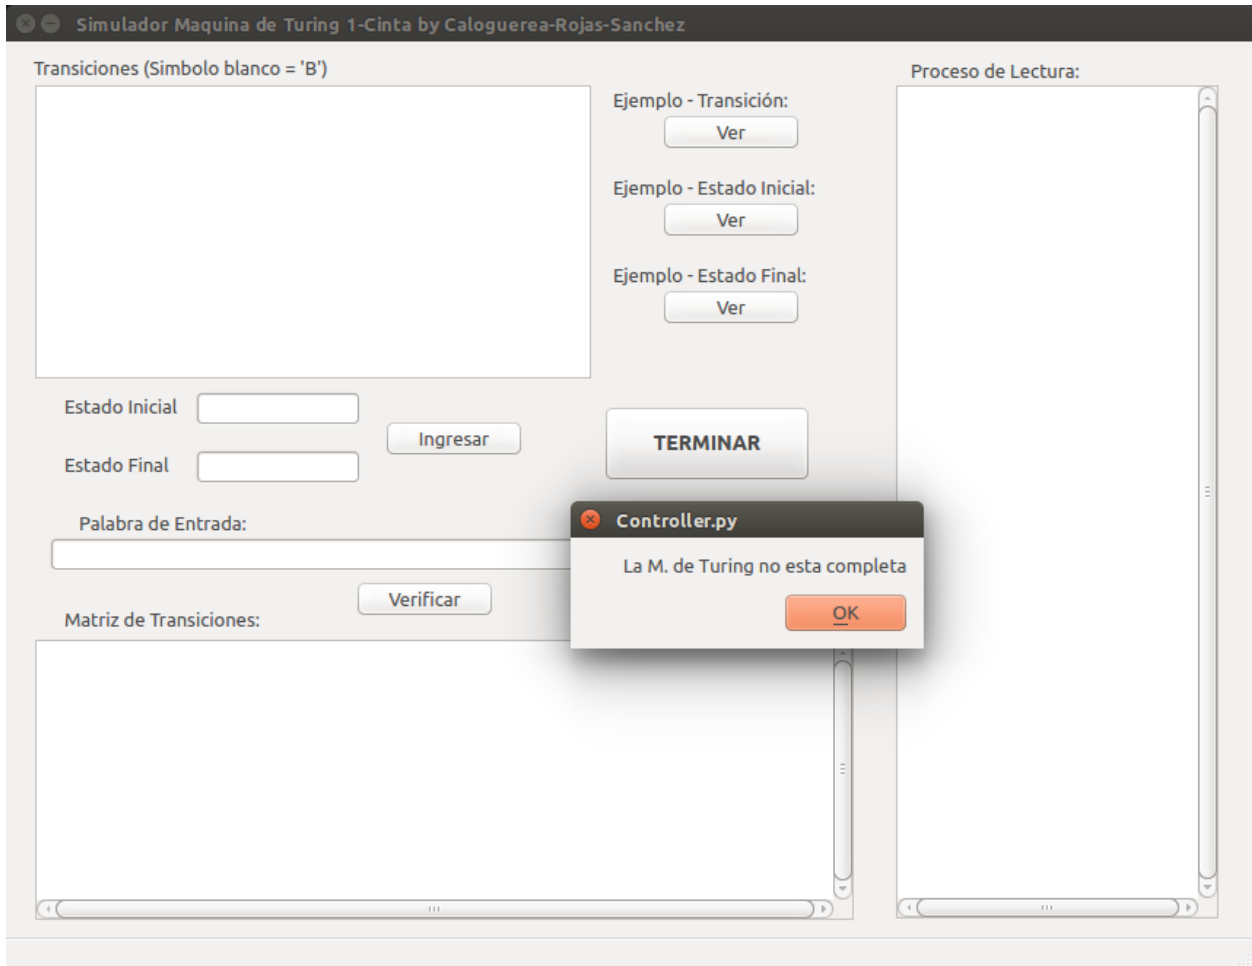 Simulador Maquina de Turing 1-Cinta by Caloguerea-Rojas-Sanchez
Transiciones (Simbolo blanco = 'B')
Ejemplo - Transición:
Ver
Ejemplo - Estado Inicial:
Ver
Ejemplo - Estado Final:
Ver
Proceso de Lectura:
Estado Inicial
Estado Final
Ingresar
TERMINAR
Palabra de Entrada:
Verificar
Matriz de Transiciones:
Controller.py
La M. de Turing no esta completa
OK